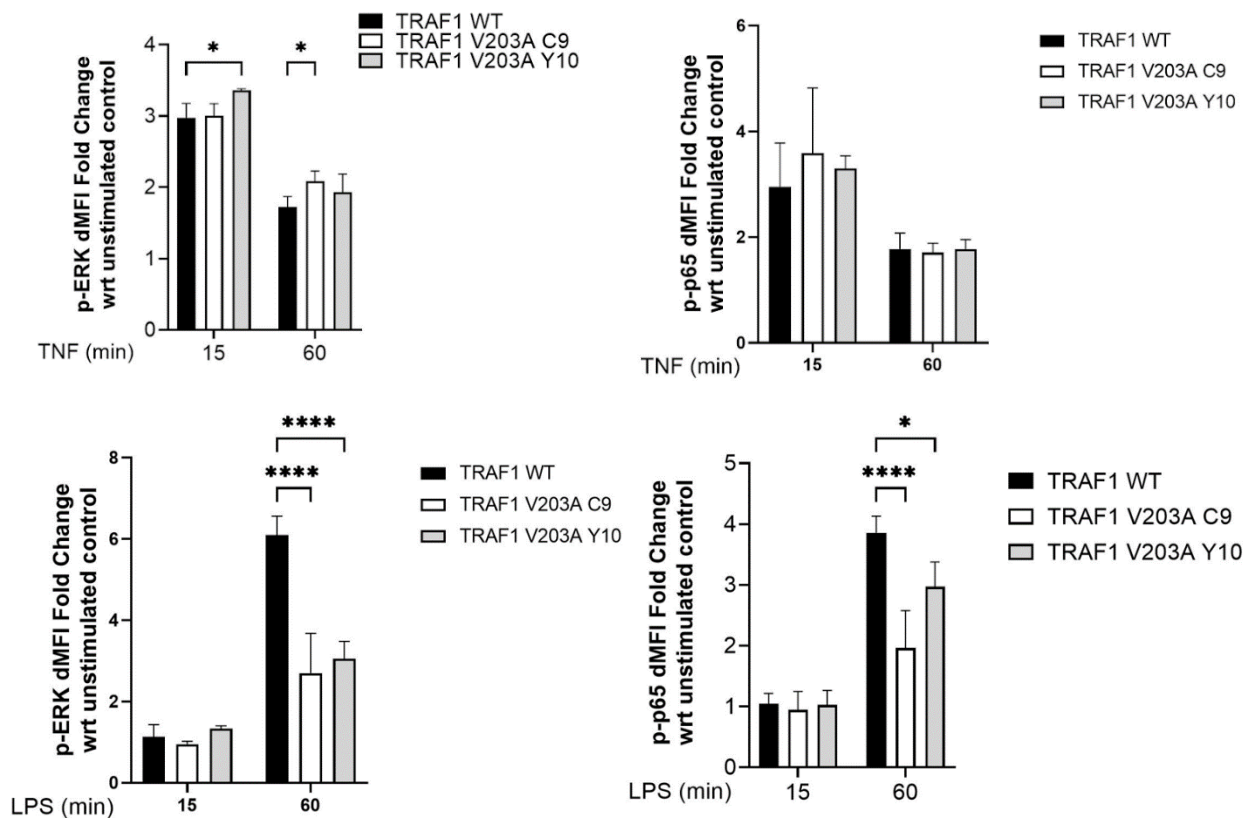 TRAF1 WT
TRAF1 V203A C9
TRAF1 V203A Y10
p-ERK dMFI Fold Change
wrt unstimulated control
4
3
2
1
0
*
*
15
60
TNF (min)
TRAF1 WT
TRAF1 V203A C9
TRAF1 V203A Y10
p-p65 dMFI Fold Change
wrt unstimulated control
6
4
2
0
15
60
TNF (min)
TRAF1 WT
TRAF1 V203A C9
TRAF1 V203A Y10
p-ERK dMFI Fold Change
wrt unstimulated control
8
6
4
2
0
****
****
15
60
LPS (min)
TRAF1 WT
TRAF1 V203A C9
TRAF1 V203A Y10
p-p65 dMFI Fold Change
wrt unstimulated control
5
4
3
2
1
0
*
****
15
60
LPS (min)